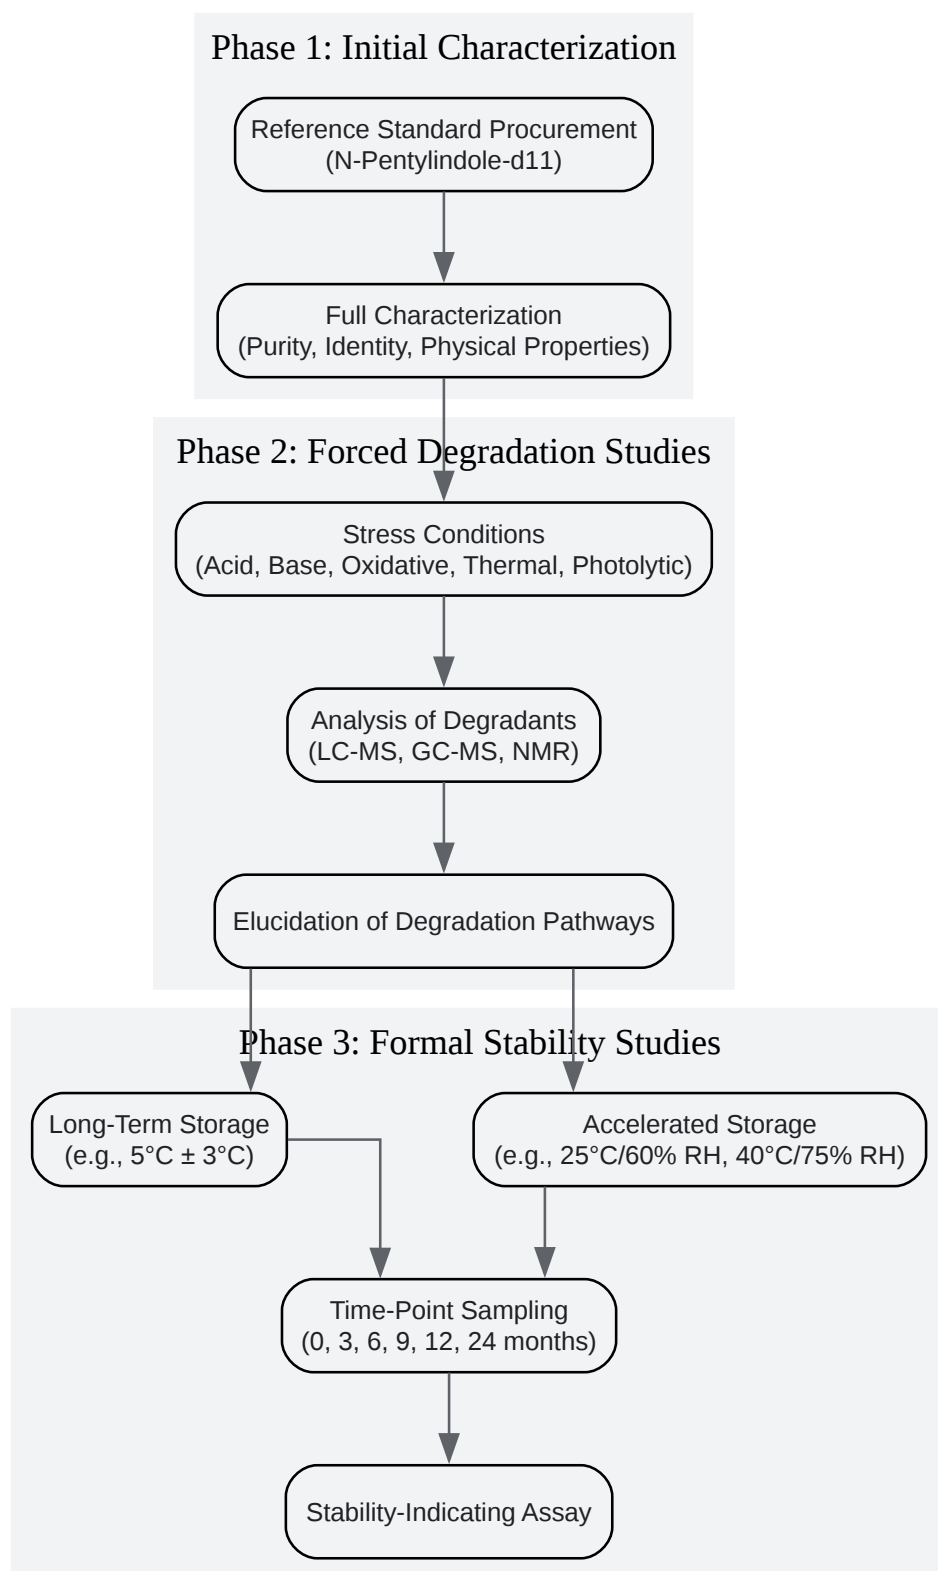 Phase 1: Initial Characterization
Reference Standard Procurement
(N-Pentylindole-d11)
Full Characterization
(Purity, Identity, Physical Properties)
Phase 2: Forced Degradation Studies
Stress Conditions
(Acid, Base, Oxidative, Thermal, Photolytic)
Analysis of Degradants
(LC-MS, GC-MS, NMR)
Elucidation of Degradation Pathways
Phase 3: Formal Stability Studies
Long-Term Storage
(e.g., 5°C ± 3°C)
Accelerated Storage
(e.g., 25°C/60% RH, 40°C/75% RH)
Time-Point Sampling
(0, 3, 6, 9, 12, 24 months)
Stability-Indicating Assay